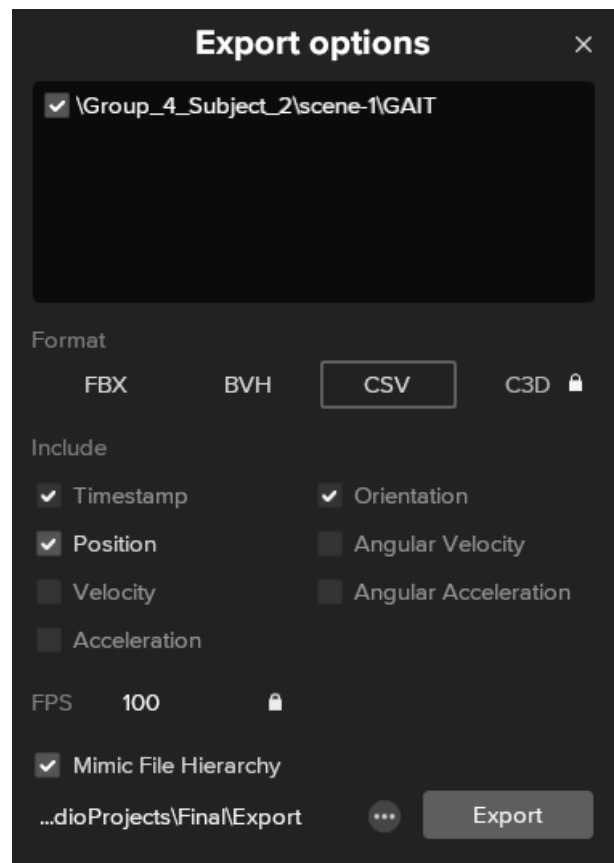 Export options
\Group_4_Subject_2\scene-1\GAIT
Format
FBX BVH CSV C3D
Include
Timestamp Orientation
Position Angular Velocity
Velocity Angular Acceleration
Acceleration
FPS 100
Mimic File Hierarchy
...dioProjects\Final\Export Export